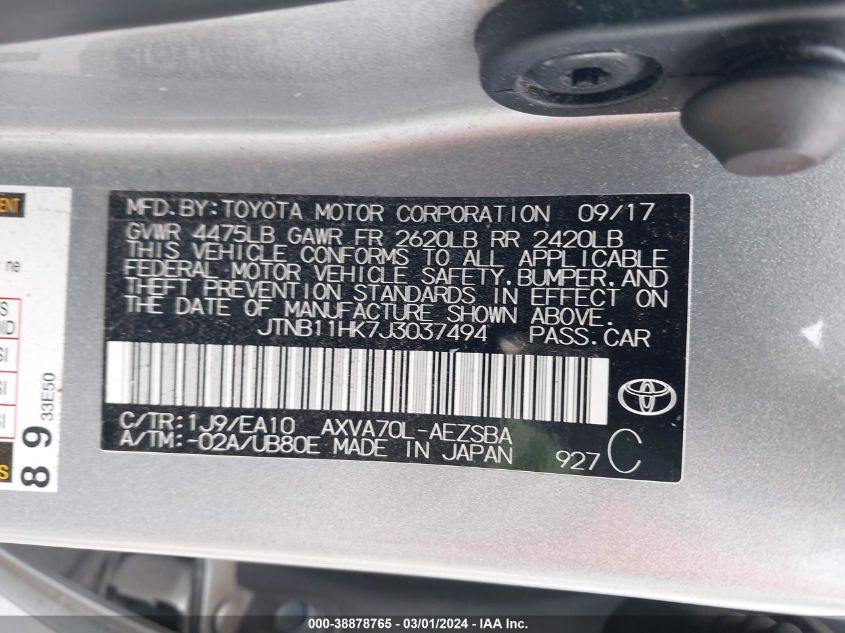 MFD.BY:TOYOTA MOTOR CORPORATION 09/17
GVWR 4475LB GAWR FR 2620LB RR 2420LB
THIS VEHICLE CONFORMS TO ALL APPLICABLE
FEDERAL MOTOR VEHICLE SAFETY,BUMPER,AND
THEFT PREVENTION STANDARDS IN EFFECT ON
THE DATE OF MANUFACTURE SHOWN ABOVE.
JTNB11HK7J3037494 PASS.CAR
C/TR:1J9/EA10 AXVA70L-AEZSBA
A/TM:-02A/UB80E MADE IN JAPAN 927 C
ne
89 33E50
000-38878765 / 03/01/2024 / IAA Inc.